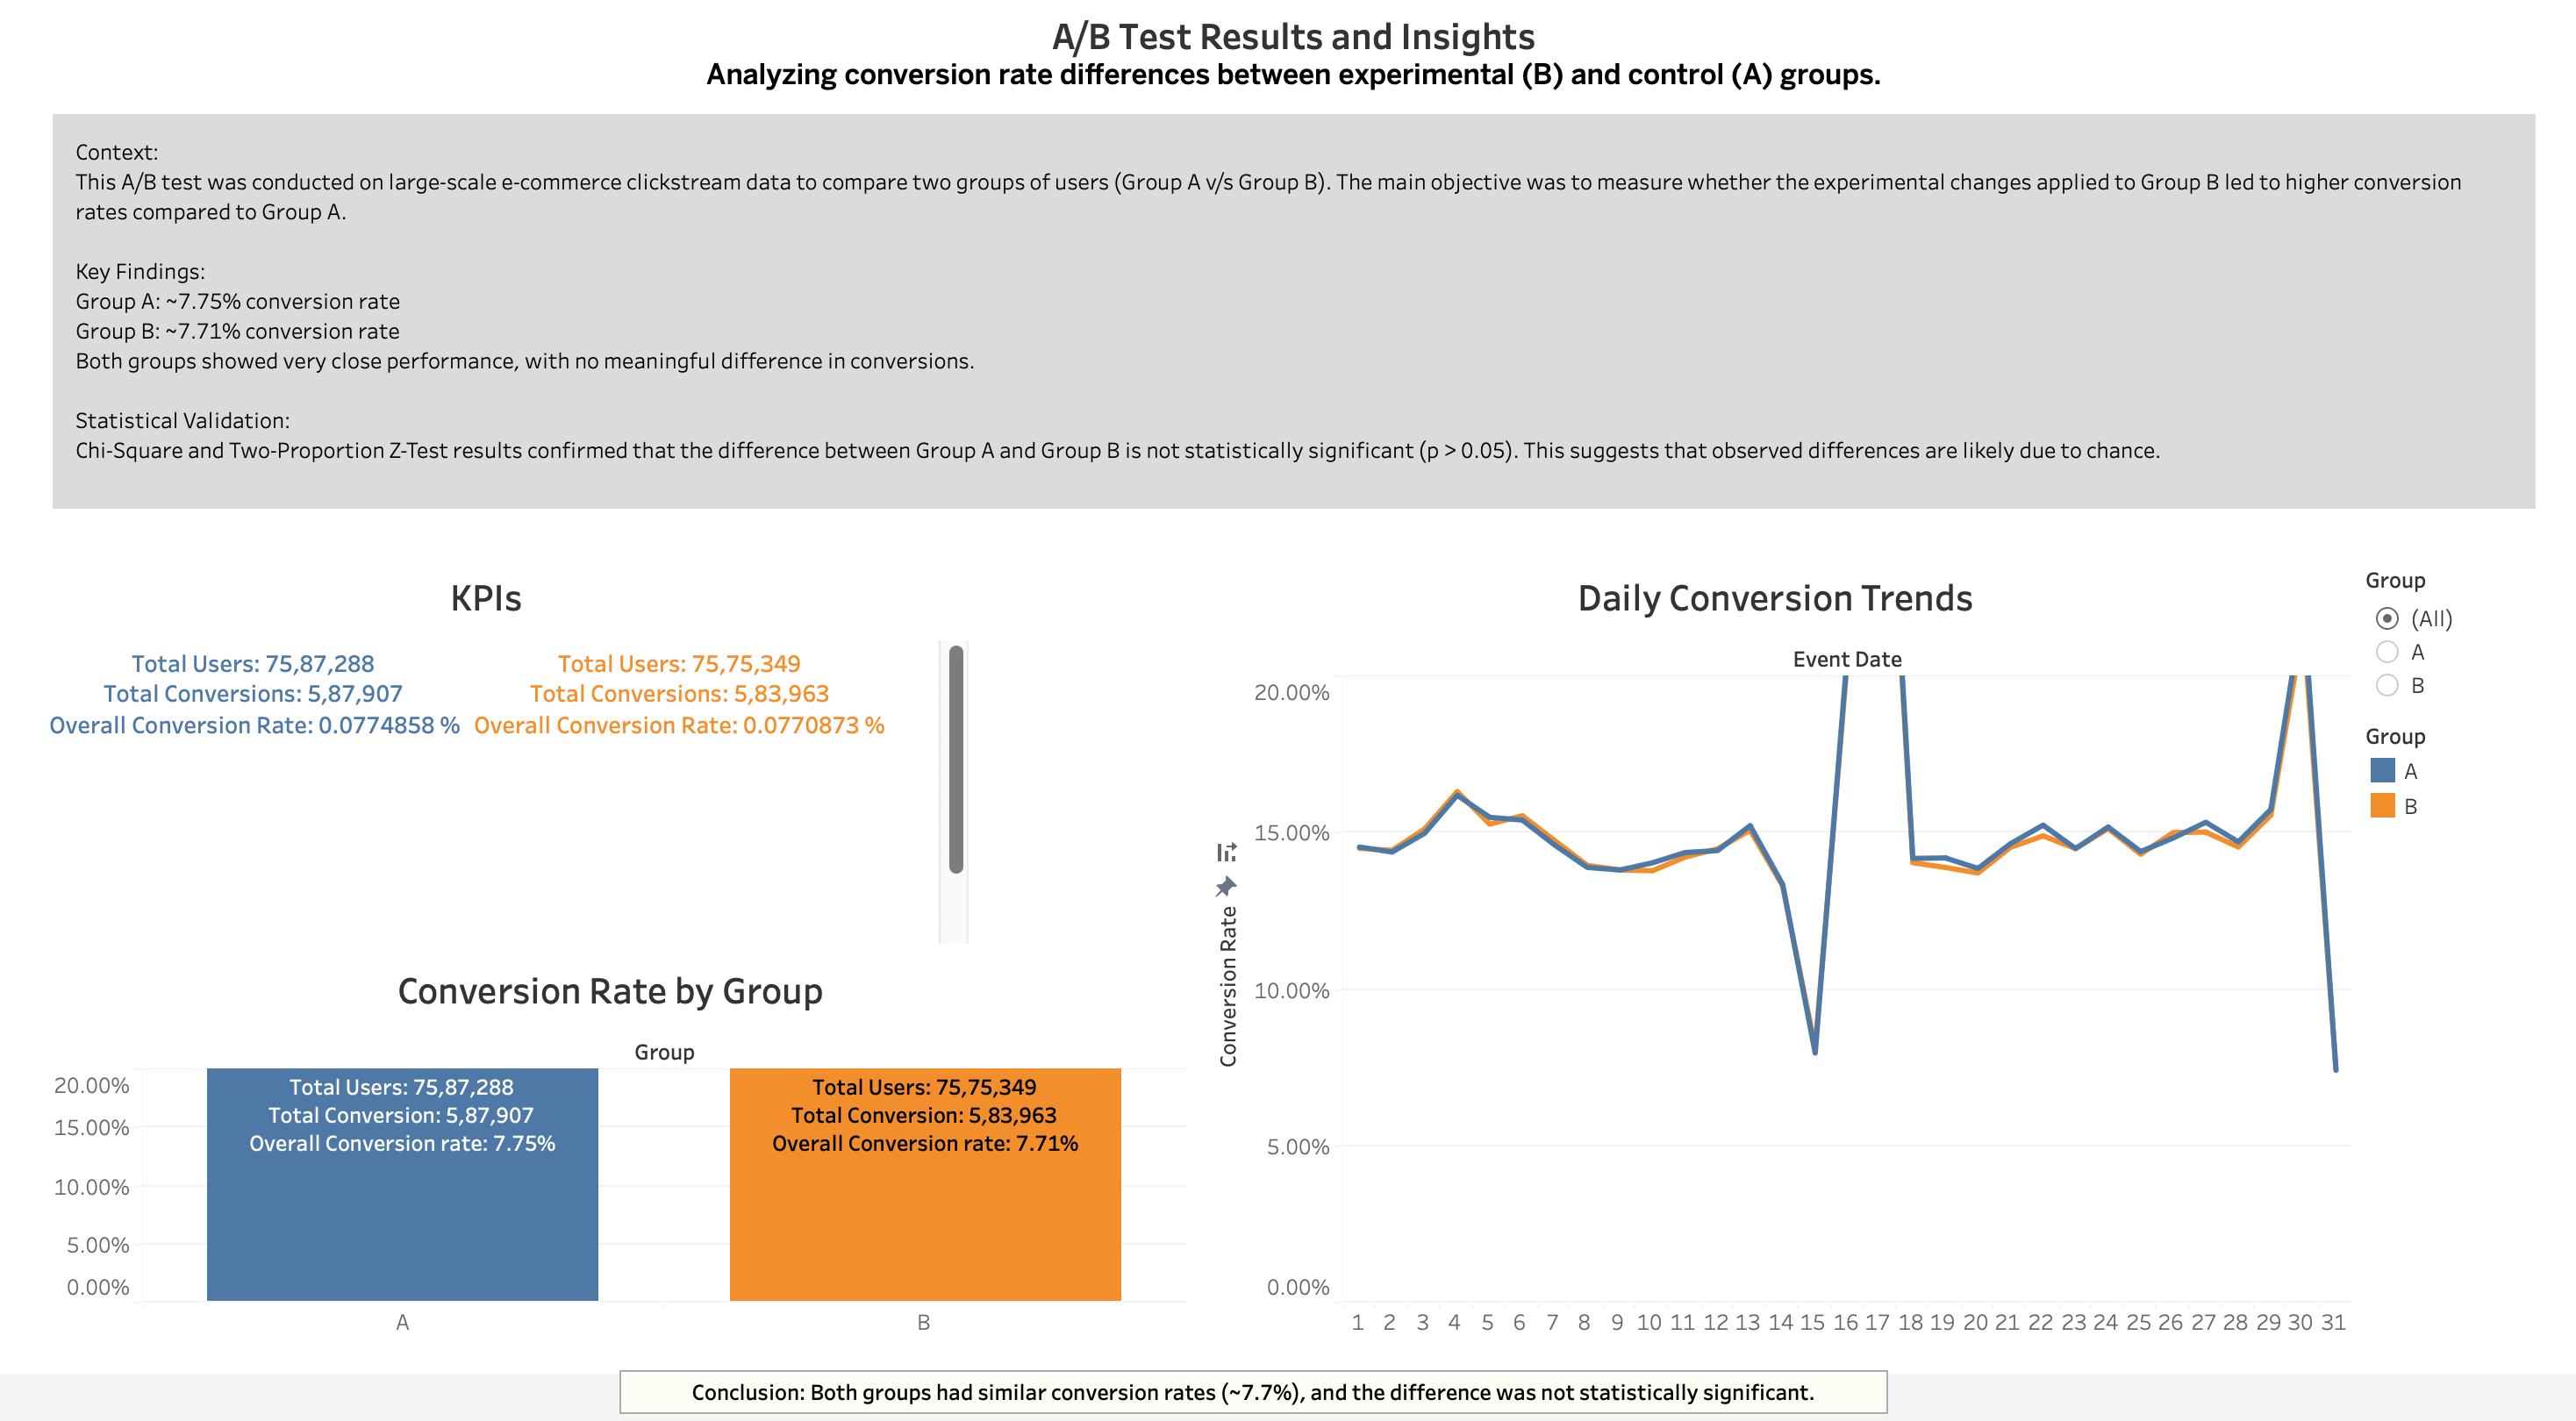 A/B Test Results and Insights
Analyzing conversion rate differences between experimental (B) and control (A) groups.
Context:
This A/B test was conducted on large-scale e-commerce clickstream data to compare two groups of users (Group A v/s Group B). The main objective was to measure whether the experimental changes applied to Group B led to higher conversion
rates compared to Group A.
Key Findings:
Group A: ~7.75% conversion rate
Group B: ~7.71% conversion rate
Both groups showed very close performance, with no meaningful difference in conversions.
Statistical Validation:
Chi-Square and Two-Proportion Z-Test results confirmed that the difference between Group A and Group B is not statistically significant (p > 0.05). This suggests that observed differences are likely due to chance.
KPIs
Total Users: 75,87,288
Total Conversions: 5,87,907
Overall Conversion Rate: 0.0774858 %
Total Users: 75,75,349
Total Conversions: 5,83,963
Overall Conversion Rate: 0.0770873 %
Conversion Rate by Group
Group
20.00%
15.00%
10.00%
5.00%
0.00%
Total Users: 75,87,288
Total Conversion: 5,87,907
Overall Conversion rate: 7.75%
Total Users: 75,75,349
Total Conversion: 5,83,963
Overall Conversion rate: 7.71%
A B
Daily Conversion Trends
Event Date
Conversion Rate
20.00%
15.00%
10.00%
5.00%
0.00%
1 2 3 4 5 6 7 8 9 10 11 12 13 14 15 16 17 18 19 20 21 22 23 24 25 26 27 28 29 30 31
Group
(All)
A
B
Group
A
B
Conclusion: Both groups had similar conversion rates (~7.7%), and the difference was not statistically significant.